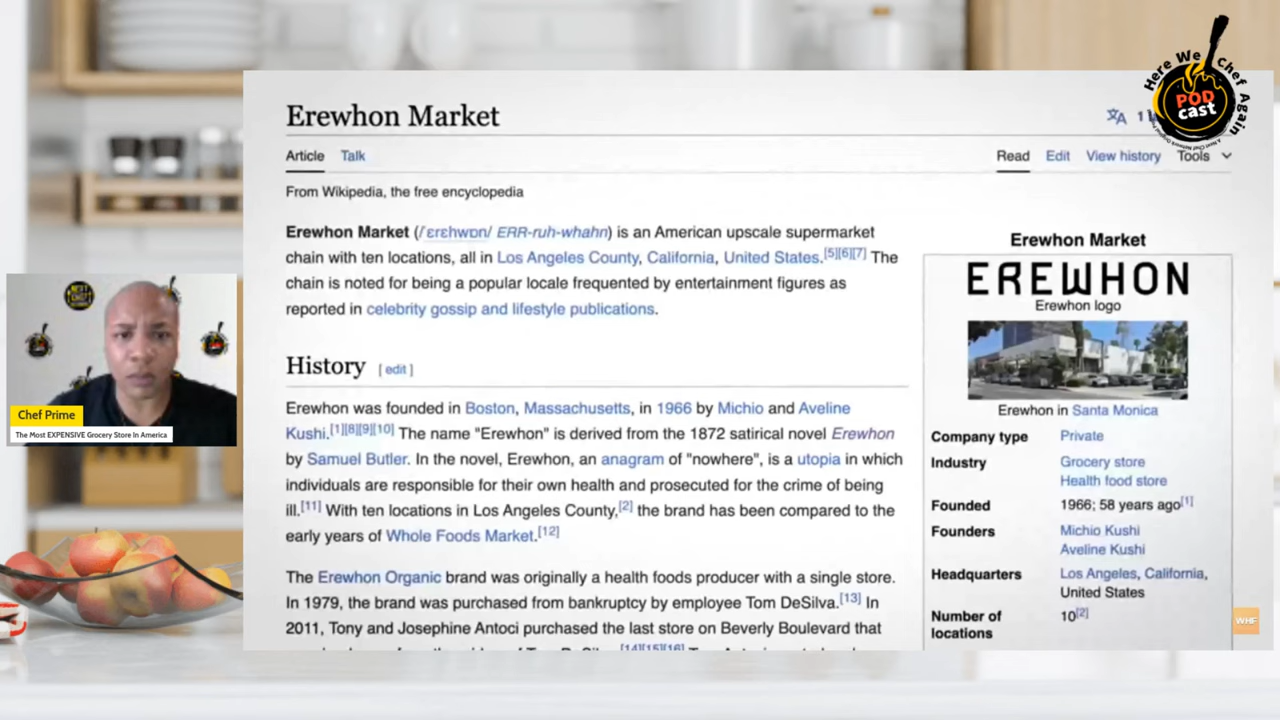 Here We Chef Again
POD
cast
Erewhon Market
Article
Talk
Read
Edit
View history
Tools
From Wikipedia, the free encyclopedia
Erewhon Market (/ˈɛrɛhwɒn/ ERR-ruh-whahn) is an American upscale supermarket
chain with ten locations, all in Los Angeles County, California, United States.[5][6][7] The
chain is noted for being a popular locale frequented by entertainment figures as
reported in celebrity gossip and lifestyle publications.
History [ edit ]
Erewhon was founded in Boston, Massachusetts, in 1966 by Michio and Aveline
Kushi.[1][8][9][10] The name "Erewhon" is derived from the 1872 satirical novel Erewhon
by Samuel Butler. In the novel, Erewhon, an anagram of "nowhere", is a utopia in which
individuals are responsible for their own health and prosecuted for the crime of being
ill.[11] With ten locations in Los Angeles County,[2] the brand has been compared to the
early years of Whole Foods Market.[12]
The Erewhon Organic brand was originally a health foods producer with a single store.
In 1979, the brand was purchased from bankruptcy by employee Tom DeSilva.[13] In
2011, Tony and Josephine Antoci purchased the last store on Beverly Boulevard that
Erewhon Market
EREWHON
Erewhon logo
Erewhon in Santa Monica
Company type Private
Industry Grocery store
Health food store
Founded 1966; 58 years ago[1]
Founders Michio Kushi
Aveline Kushi
Headquarters Los Angeles, California,
United States
Number of locations 10[2]
WHF
Chef Prime
The Most EXPENSIVE Grocery Store In America